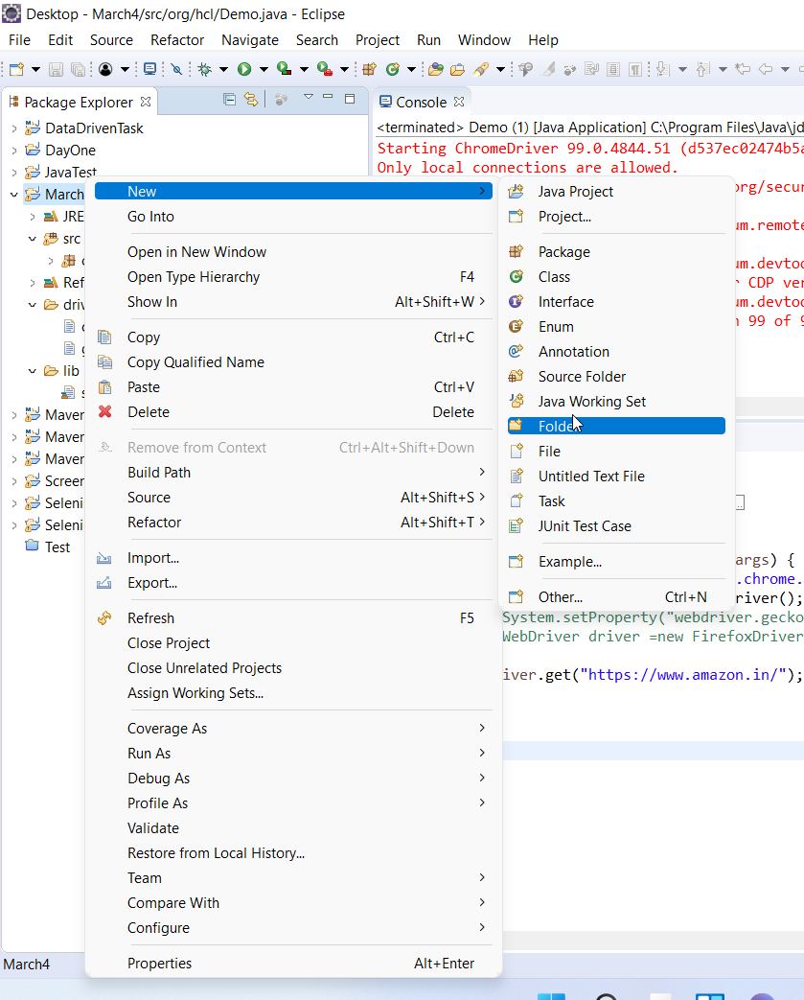 Desktop - March4/src/org/hcl/Demo.java - Eclipse
File Edit Source Refactor Navigate Search Project Run Window Help
Package Explorer
Console
DataDrivenTask
DayOne
JavaTest
March
JRE
src
Ref
lib
Maver
Maver
Maver
Screer
Seleni
Seleni
Test
<terminated> Demo (1) [Java Application] C:\Program Files\Java\jd
Starting ChromeDriver 99.0.4844.51 (d537ec02474b5a
Only local connections are allowed.
org/secur
um.remote
um.devtoo
CDP ver
um.devtoo
99 of 9
New
Go Into
Open in New Window
Open Type Hierarchy F4
Show In Alt+Shift+W >
Copy Ctrl+C
Copy Qualified Name
Paste Ctrl+V
Delete Delete
Remove from Context Ctrl+Alt+Shift+Down
Build Path >
Source Alt+Shift+S >
Refactor Alt+Shift+T >
Import...
Export...
Refresh F5
Close Project
Close Unrelated Projects
Assign Working Sets...
Coverage As >
Run As >
Debug As >
Profile As >
Validate
Restore from Local History...
Team >
Compare With >
Configure >
Properties Alt+Enter
Java Project
Project...
Package
Class
Interface
Enum
Annotation
Source Folder
Java Working Set
Folder
File
Untitled Text File
Task
JUnit Test Case
Example...
Other... Ctrl+N
args) {
.chrome.
river();
System.setProperty("webdriver.gecko
WebDriver driver =new FirefoxDriver
iver.get("https://www.amazon.in/");
March4